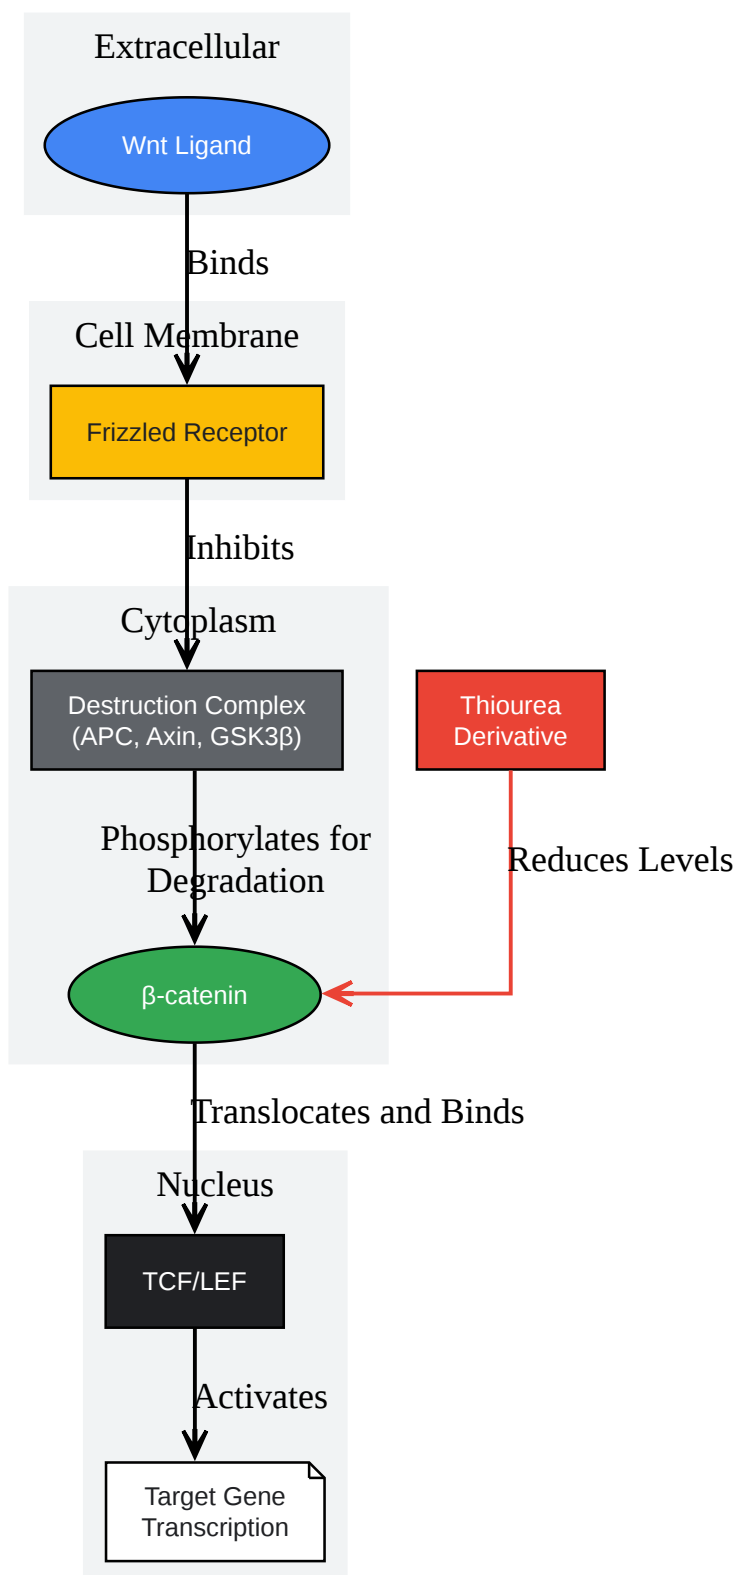 Extracellular
Wnt Ligand
Binds
Cell Membrane
Frizzled Receptor
Inhibits
Cytoplasm
Destruction Complex
(APC, Axin, GSK3β)
Thiourea
Derivative
Phosphorylates for
Degradation
Reduces Levels
β-catenin
Translocates and Binds
Nucleus
TCF/LEF
Activates
Target Gene
Transcription